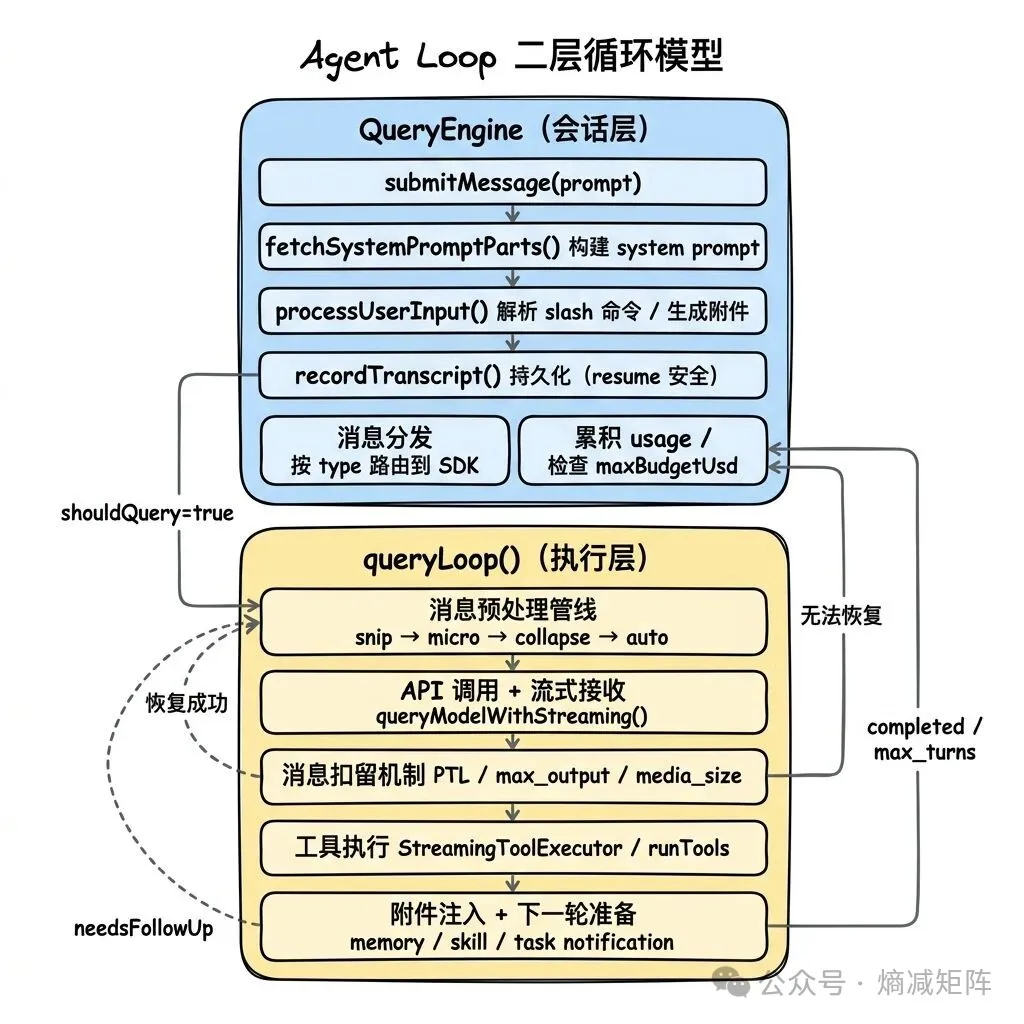 Agent Loop 二层循环模型
QueryEngine（会话层）
submitMessage(prompt)
fetchSystemPromptParts() 构建 system prompt
processUserInput() 解析 slash 命令 / 生成附件
recordTranscript() 持久化（resume 安全）
消息分发
按 type 路由到 SDK
累积 usage /
检查 maxBudgetUsd
shouldQuery=true
queryLoop()（执行层）
消息预处理管线
snip → micro → collapse → auto
无法恢复
API 调用 + 流式接收
queryModelWithStreaming()
恢复成功
completed /
max_turns
消息扣留机制 PTL / max_output / media_size
工具执行 StreamingToolExecutor / runTools
附件注入 + 下一轮准备
memory / skill / task notification
needsFollowUp
公众号 · 熵减矩阵